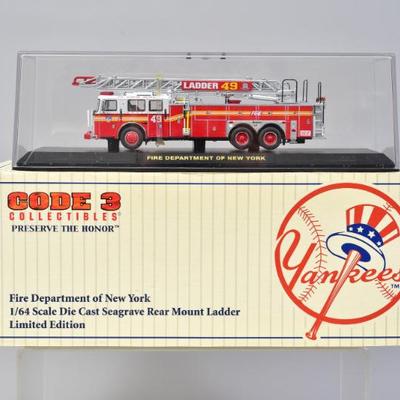 LADDER 49
49
FIRE DEPARTMENT OF NEW YORK
CODE 3
COLLECTIBLES®
PRESERVE THE HONOR™
Yankees
Fire Department of New York
1/64 Scale Die Cast Seagrave Rear Mount Ladder
Limited Edition